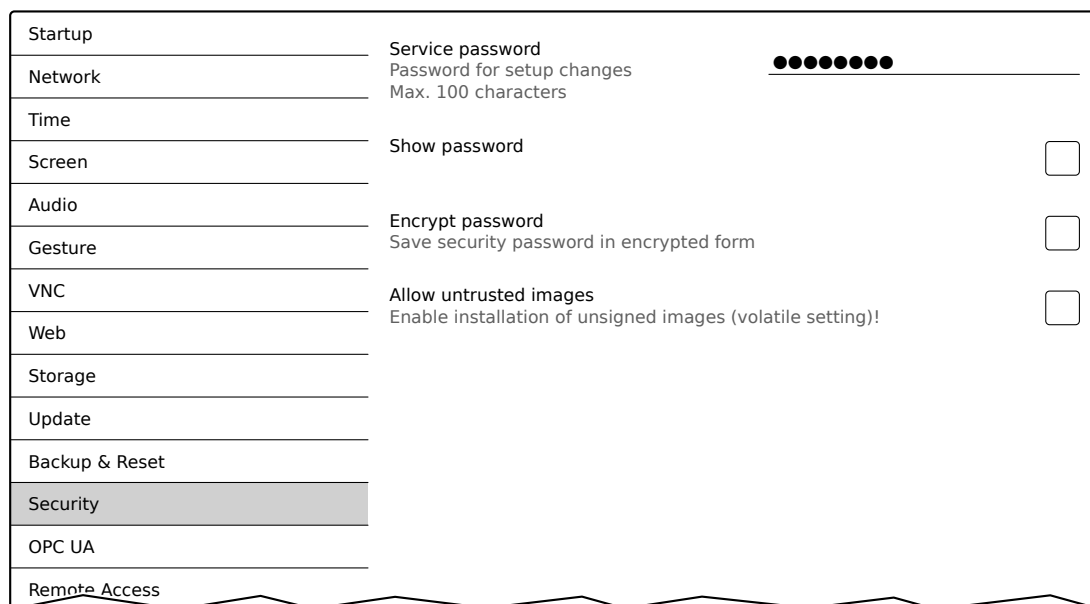 Startup
Network
Time
Screen
Audio
Gesture
VNC
Web
Storage
Update
Backup & Reset
Security
OPC UA
Remote Access
Service password
Password for setup changes
Max. 100 characters
●●●●●●●●
Show password
Encrypt password
Save security password in encrypted form
Allow untrusted images
Enable installation of unsigned images (volatile setting)!